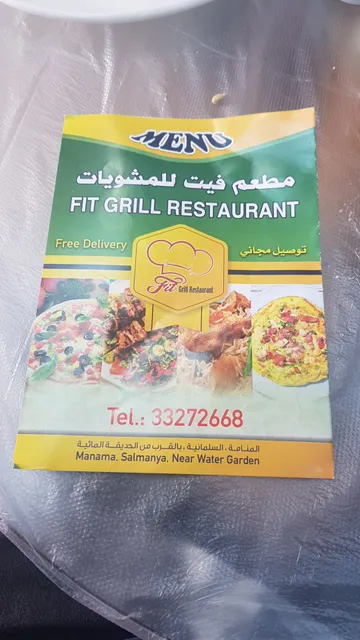 MENU
مطعم فيت للمشويات
FIT GRILL RESTAURANT
Free Delivery
توصيل مجاني
Fit Grill Restaurant
Tel.: 33272668
المنامة ، السلمانية ، بالقرب من الحديقة المائية
Manama, Salmanya, Near Water Garden